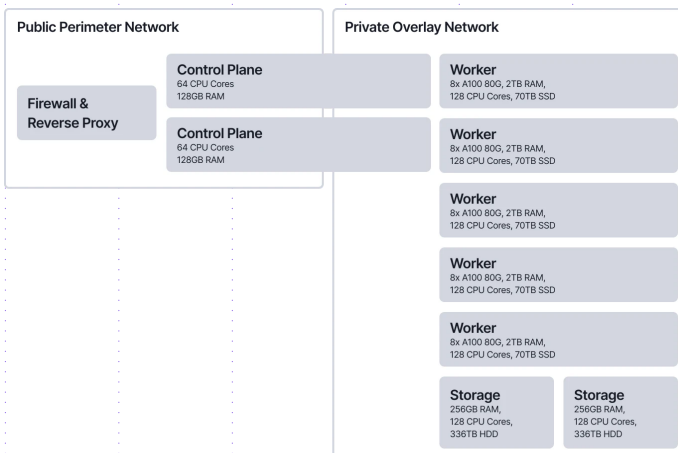 Public Perimeter Network
Private Overlay Network
Firewall &
Reverse Proxy
Control Plane
64 CPU Cores
128GB RAM
Control Plane
64 CPU Cores
128GB RAM
Worker
8x A100 80G, 2TB RAM,
128 CPU Cores, 70TB SSD
Worker
8x A100 80G, 2TB RAM,
128 CPU Cores, 70TB SSD
Worker
8x A100 80G, 2TB RAM,
128 CPU Cores, 70TB SSD
Worker
8x A100 80G, 2TB RAM,
128 CPU Cores, 70TB SSD
Worker
8x A100 80G, 2TB RAM,
128 CPU Cores, 70TB SSD
Storage
256GB RAM,
128 CPU Cores,
336TB HDD
Storage
256GB RAM,
128 CPU Cores,
336TB HDD